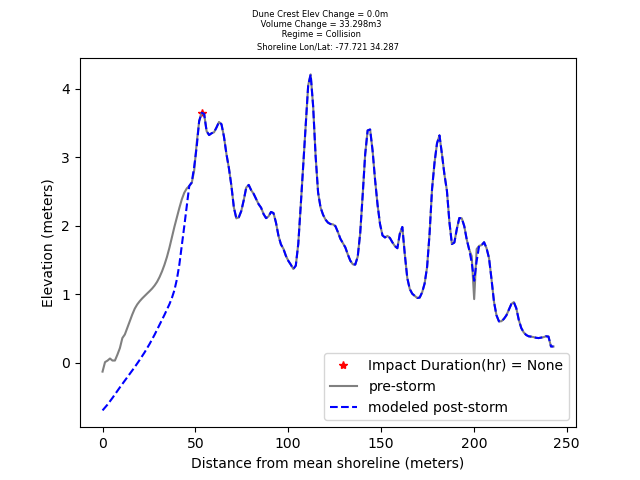 Dune Crest Elev Change = 0.0m
Volume Change = 33.298m3
Regime = Collision
Shoreline Lon/Lat: -77.721 34.287
4
3
2
1
0
Elevation (meters)
Impact Duration(hr) = None
pre-storm
modeled post-storm
0 50 100 150 200 250
Distance from mean shoreline (meters)